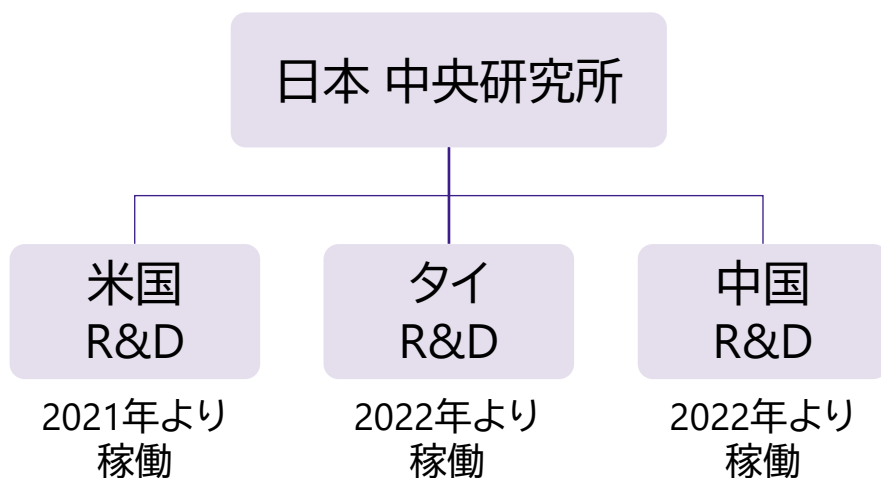 日本 中央研究所
米国
R&D
タイ
R&D
中国
R&D
2021年より
稼働
2022年より
稼働
2022年より
稼働